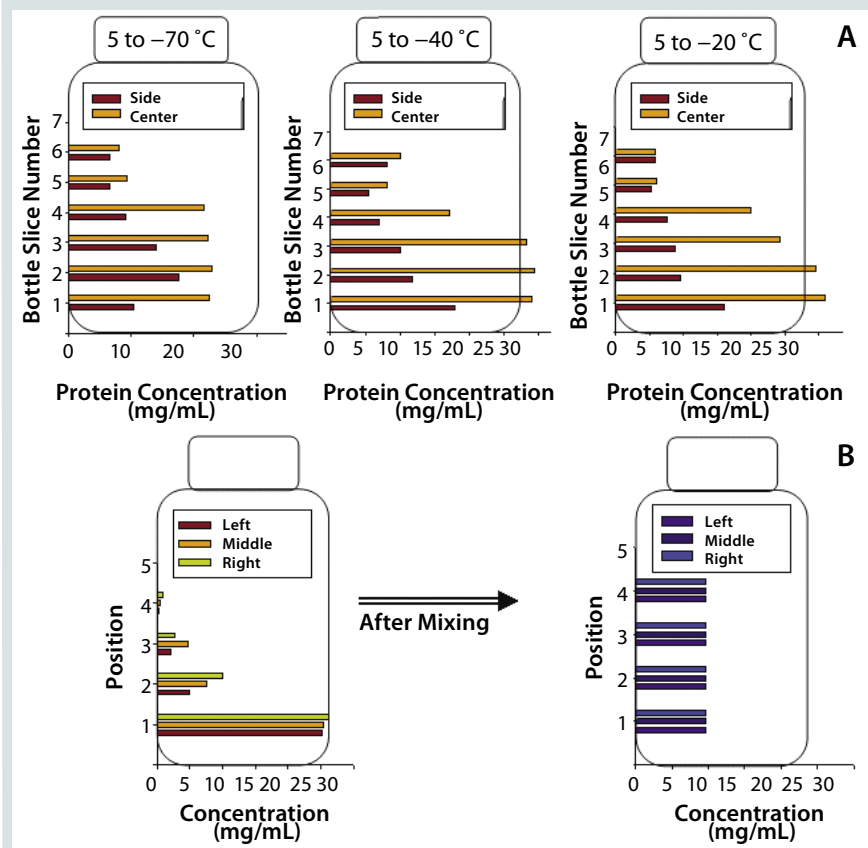 A
5 to −70 ˚C
Side
Center
Bottle Slice Number
7
6
5
4
3
2
1
0 10 20 30
Protein Concentration
(mg/mL)
5 to −40 ˚C
Side
Center
Bottle Slice Number
7
6
5
4
3
2
1
0 5 10 15 20 25 30
Protein Concentration
(mg/mL)
5 to −20 ˚C
Side
Center
Bottle Slice Number
7
6
5
4
3
2
1
0 5 10 15 20 25 30
Protein Concentration
(mg/mL)
B
Left
Middle
Right
Position
5
4
3
2
1
0 5 10 15 20 25 30
Concentration
(mg/mL)
After Mixing
Left
Middle
Right
Position
5
4
3
2
1
0 5 10 15 20 25 30
Concentration
(mg/mL)